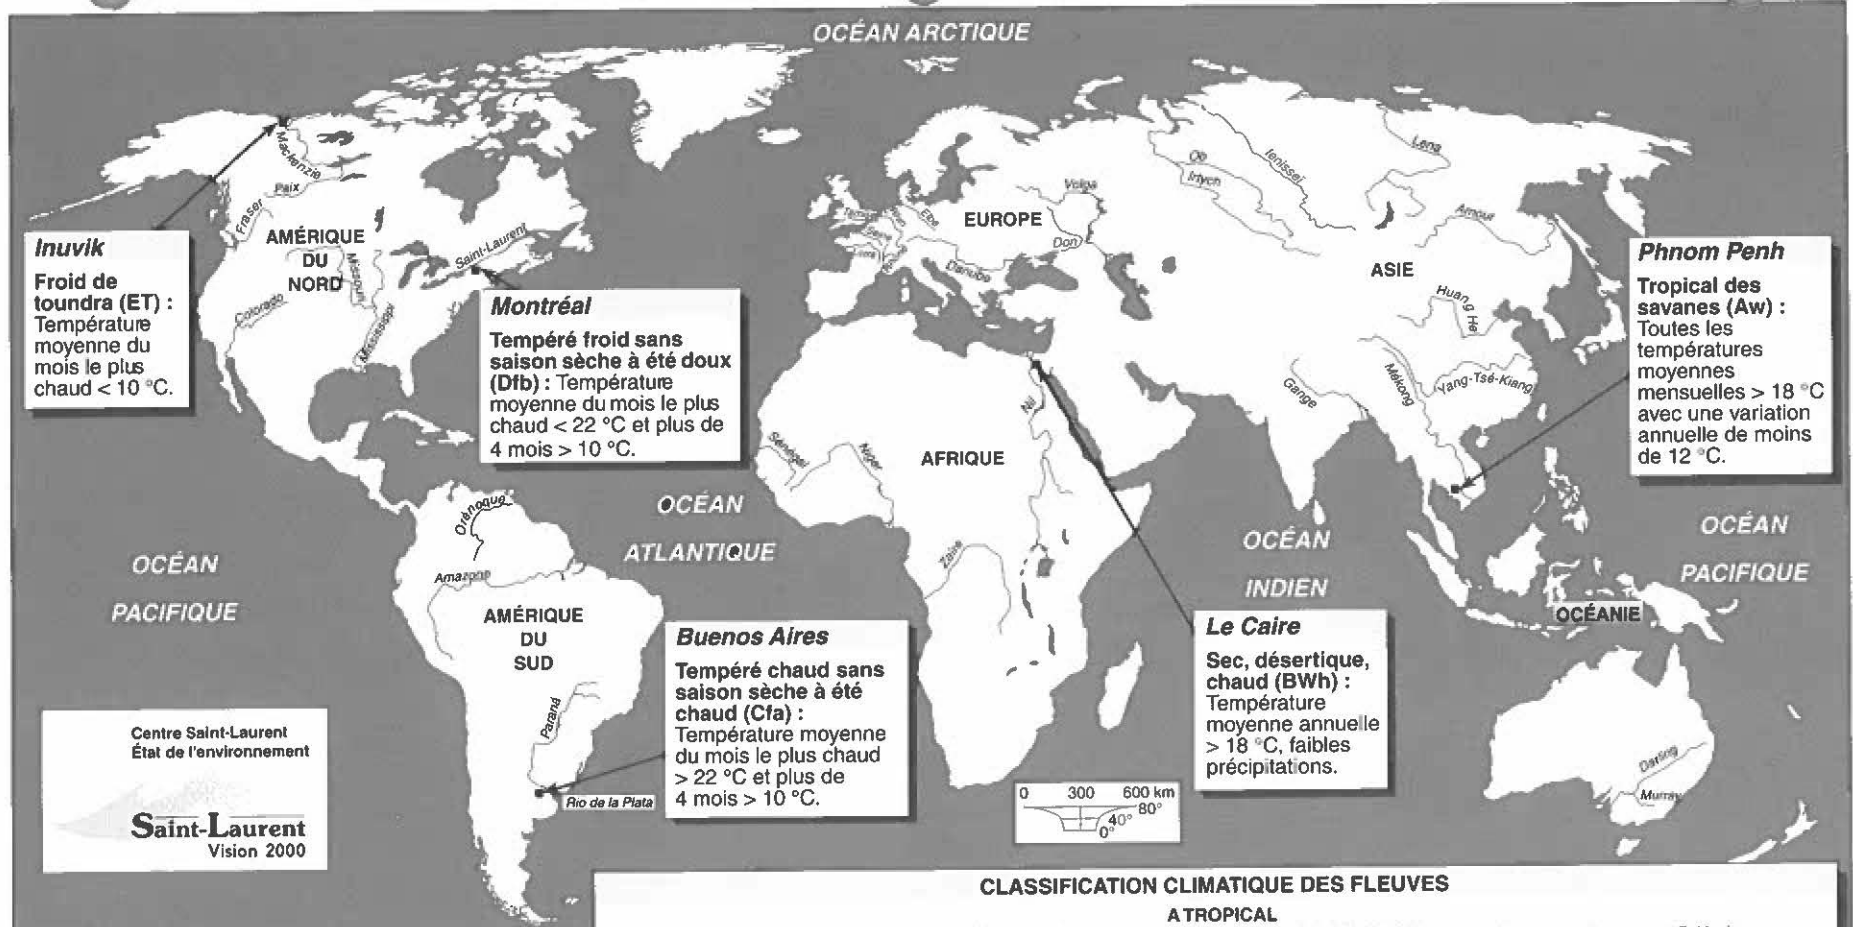 OCÉAN ARCTIQUE
Mackenzie
Paix
Fraser
AMÉRIQUE
DU
NORD
Missouri
Colorado
Mississippi
Saint-Laurent
Inuvik
Froid de
toundra (ET) :
Température
moyenne du
mois le plus
chaud < 10 °C.
Montréal
Tempéré froid sans
saison sèche à été doux
(Dfb) : Température
moyenne du mois le plus
chaud < 22 °C et plus de
4 mois > 10 °C.
EUROPE
Elbe
Volga
Don
Danube
Ob
Irtych
Ienissei
Lena
Amour
ASIE
Huang He
Yang-Tsé-Kiang
Mékong
Gange
Phnom Penh
Tropical des
savanes (Aw) :
Toutes les
températures
moyennes
mensuelles > 18 °C
avec une variation
annuelle de moins
de 12 °C.
Sénégal
Niger
Nil
AFRIQUE
Zaïre
OCÉAN
ATLANTIQUE
OCÉAN
PACIFIQUE
OCÉAN
INDIEN
OCÉAN
PACIFIQUE
OCÉANIE
Orénoque
Amazone
AMÉRIQUE
DU
SUD
Paraná
Rio de la Plata
Buenos Aires
Tempéré chaud sans
saison sèche à été
chaud (Cfa) :
Température moyenne
du mois le plus chaud
> 22 °C et plus de
4 mois > 10 °C.
Le Caire
Sec, désertique,
chaud (BWh) :
Température
moyenne annuelle
> 18 °C, faibles
précipitations.
Darling
Murray
0 300 600 km
80°
40°
0°
Centre Saint-Laurent
État de l'environnement
Saint-Laurent
Vision 2000
CLASSIFICATION CLIMATIQUE DES FLEUVES
A TROPICAL